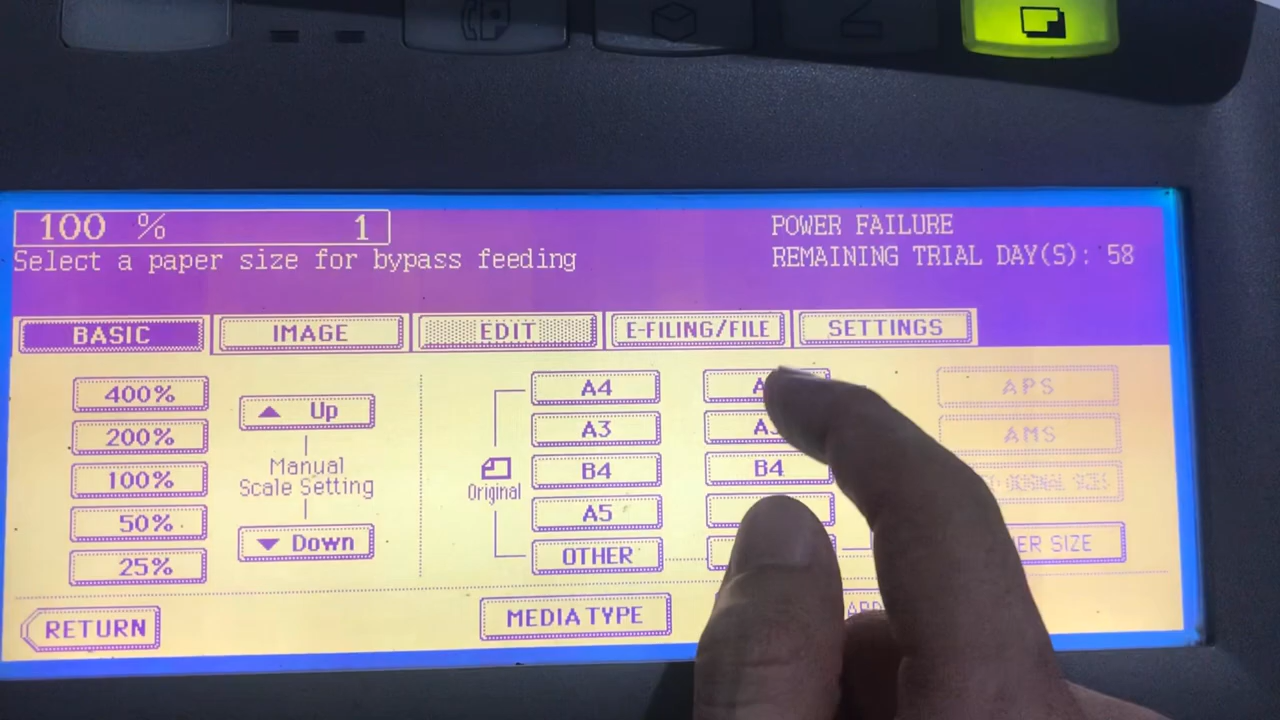 100 % 1
POWER FAILURE
Select a paper size for bypass feeding
REMAINING TRIAL DAY(S): 58
BASIC IMAGE EDIT E-FILING/FILE SETTINGS
400%
200%
100%
50%
25%
Up
Manual
Scale Setting
Down
Original
A4
A3
B4
A5
OTHER
B4
APS
AMS
SIZE
RETURN
MEDIA TYPE